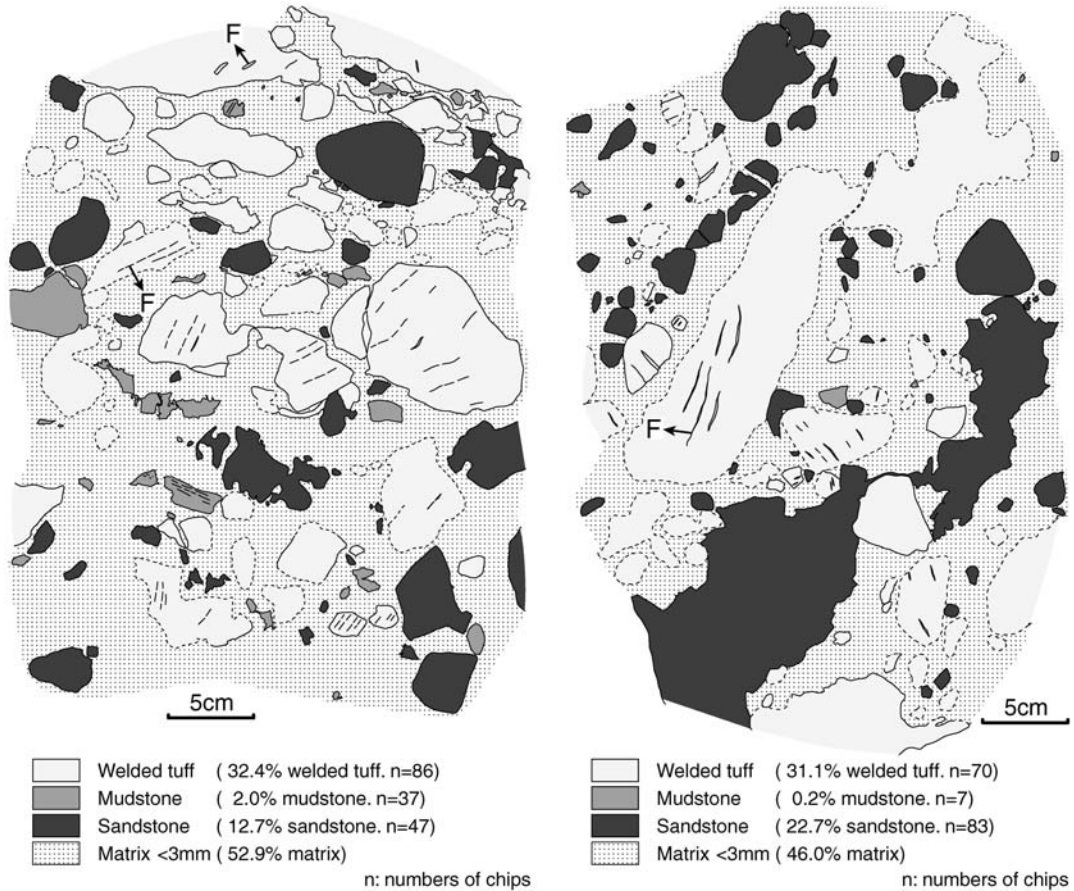 F
F
F
5cm
5cm
Welded tuff ( 32.4% welded tuff. n=86)
Mudstone ( 2.0% mudstone. n=37)
Sandstone ( 12.7% sandstone. n=47)
Matrix <3mm ( 52.9% matrix)
n: numbers of chips
Welded tuff ( 31.1% welded tuff. n=70)
Mudstone ( 0.2% mudstone. n=7)
Sandstone ( 22.7% sandstone. n=83)
Matrix <3mm ( 46.0% matrix)
n: numbers of chips